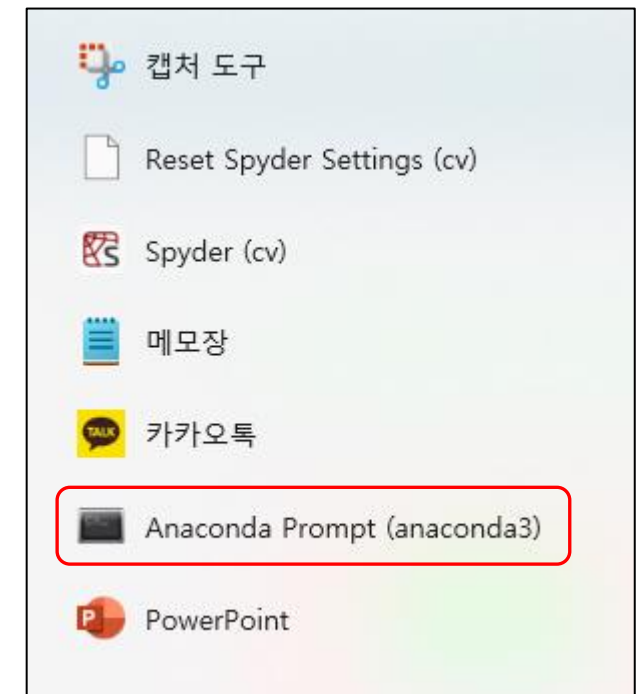 캡처 도구
Reset Spyder Settings (cv)
Spyder (cv)
메모장
TALK
카카오톡
Anaconda Prompt (anaconda3)
P
PowerPoint